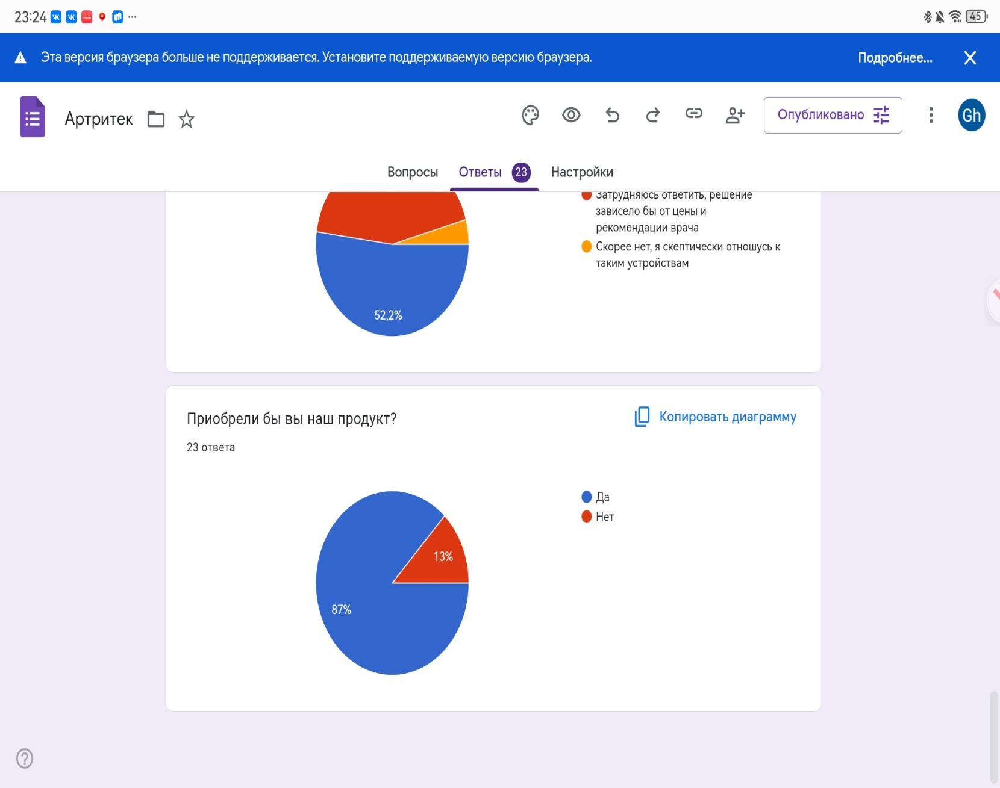 23:24
45
Эта версия браузера больше не поддерживается. Установите поддерживаемую версию браузера.
Подробнее...
Артритек
Опубликовано
Gh
Вопросы
Ответы 23
Настройки
Затрудняюсь ответить, решение
зависело бы от цены и
рекомендации врача
Скорее нет, я скептически отношусь к
таким устройствам
52,2%
Приобрели бы вы наш продукт?
Копировать диаграмму
23 ответа
Да
Нет
13%
87%